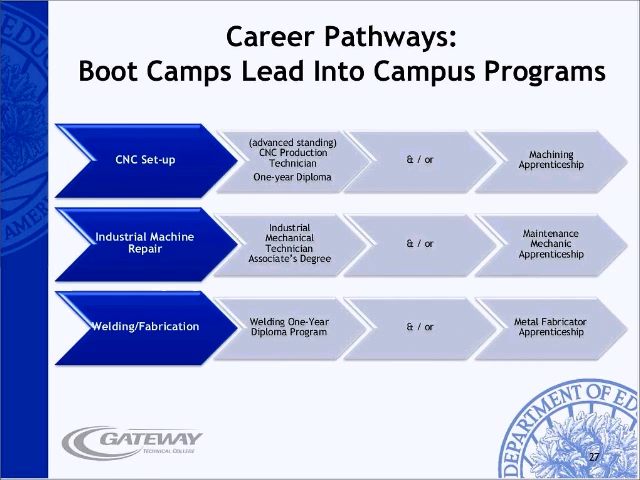 Career Pathways:
Boot Camps Lead Into Campus Programs
CNC Set-up
(advanced standing)
CNC Production
Technician
One-year Diploma
& / or
Machining
Apprenticeship
Industrial Machine
Repair
Industrial
Mechanical
Technician
Associate's Degree
& / or
Maintenance
Mechanic
Apprenticeship
Welding/Fabrication
Welding One-Year
Diploma Program
& / or
Metal Fabricator
Apprenticeship
GATEWAY
TECHNICAL COLLEGE
DEPARTMENT OF EDU
27